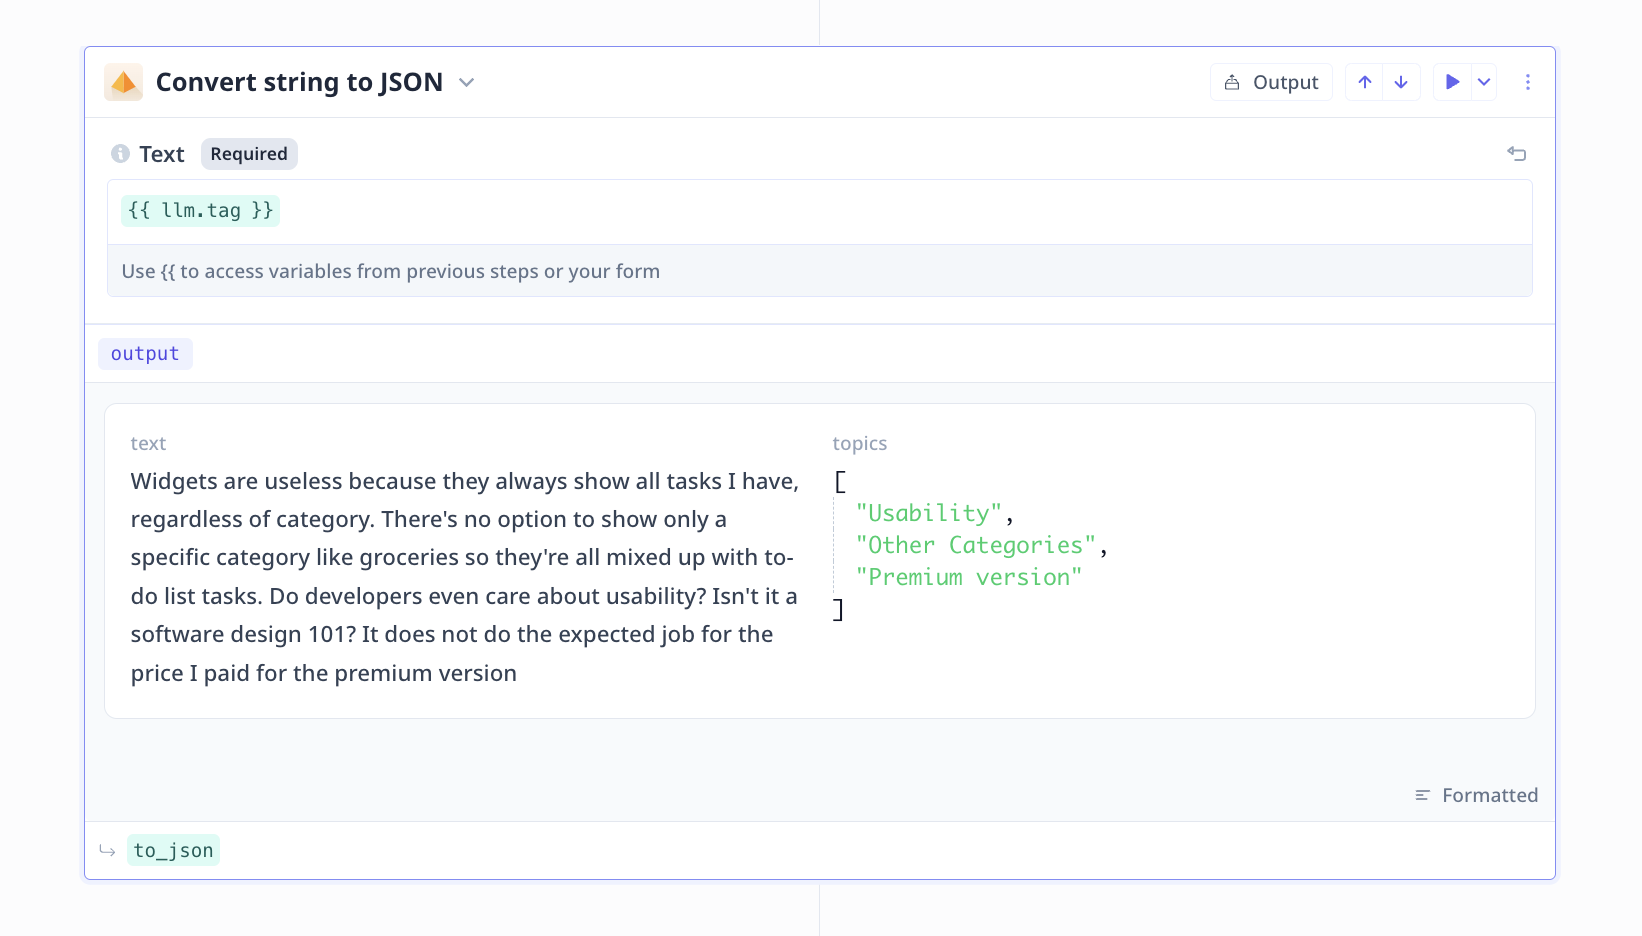 Convert string to JSON
Output
Text Required
{{ llm.tag }}
Use {{ to access variables from previous steps or your form
output
text
Widgets are useless because they always show all tasks I have,
regardless of category. There's no option to show only a
specific category like groceries so they're all mixed up with to-
do list tasks. Do developers even care about usability? Isn't it a
software design 101? It does not do the expected job for the
price I paid for the premium version
topics
[
"Usability",
"Other Categories",
"Premium version"
]
Formatted
to_json